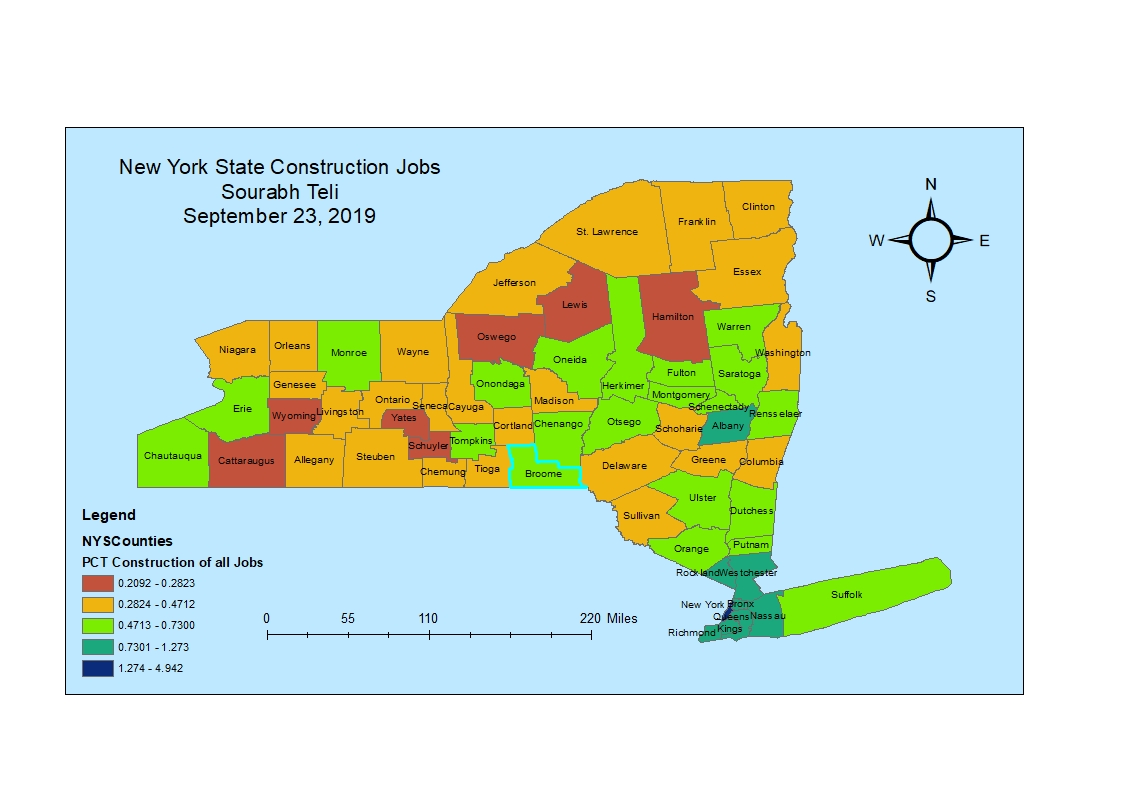 New York State Construction Jobs
Sourabh Teli
September 23, 2019
N
W
E
S
Clinton
Franklin
St. Lawrence
Essex
Jefferson
Lewis
Hamilton
Oswego
Warren
Washington
Niagara
Orleans
Monroe
Wayne
Oneida
Fulton
Saratoga
Genesee
Onondaga
Herkimer
Montgomery
Ontario
Seneca
Cayuga
Madison
Schenectady
Rensselaer
Erie
Wyoming
Livingston
Yates
Cortland
Chenango
Otsego
Schoharie
Albany
Schuyler
Tompkins
Chautauqua
Cattaraugus
Allegany
Steuben
Chemung
Tioga
Broome
Delaware
Greene
Columbia
Ulster
Dutchess
Sullivan
Orange
Putnam
Rockland
Westchester
Suffolk
New York
Bronx
Queens
Nassau
Richmond
Kings
Legend
NYSCounties
PCT Construction of all Jobs
0.2092 - 0.2823
0.2824 - 0.4712
0.4713 - 0.7300
0.7301 - 1.273
1.274 - 4.942
0 55 110 220 Miles